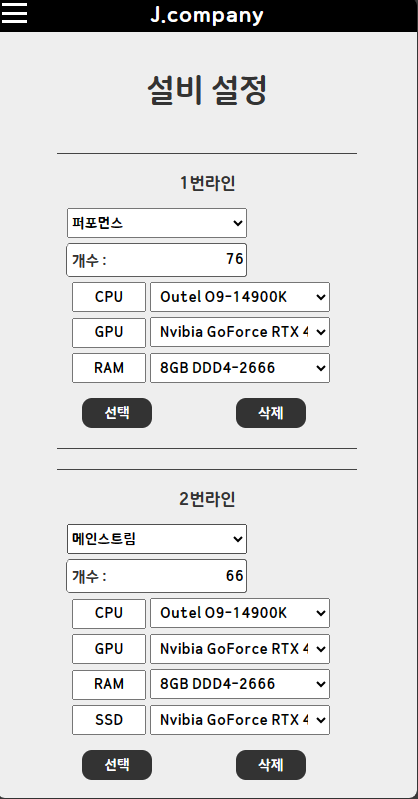 J.company
설비 설정
1번라인
퍼포먼스
개수 : 76
CPU Outel O9-14900K
GPU Nvibia GoForce RTX 4
RAM 8GB DDD4-2666
선택 삭제
2번라인
메인스트림
개수 : 66
CPU Outel O9-14900K
GPU Nvibia GoForce RTX 4
RAM 8GB DDD4-2666
SSD Nvibia GoForce RTX 4
선택 삭제